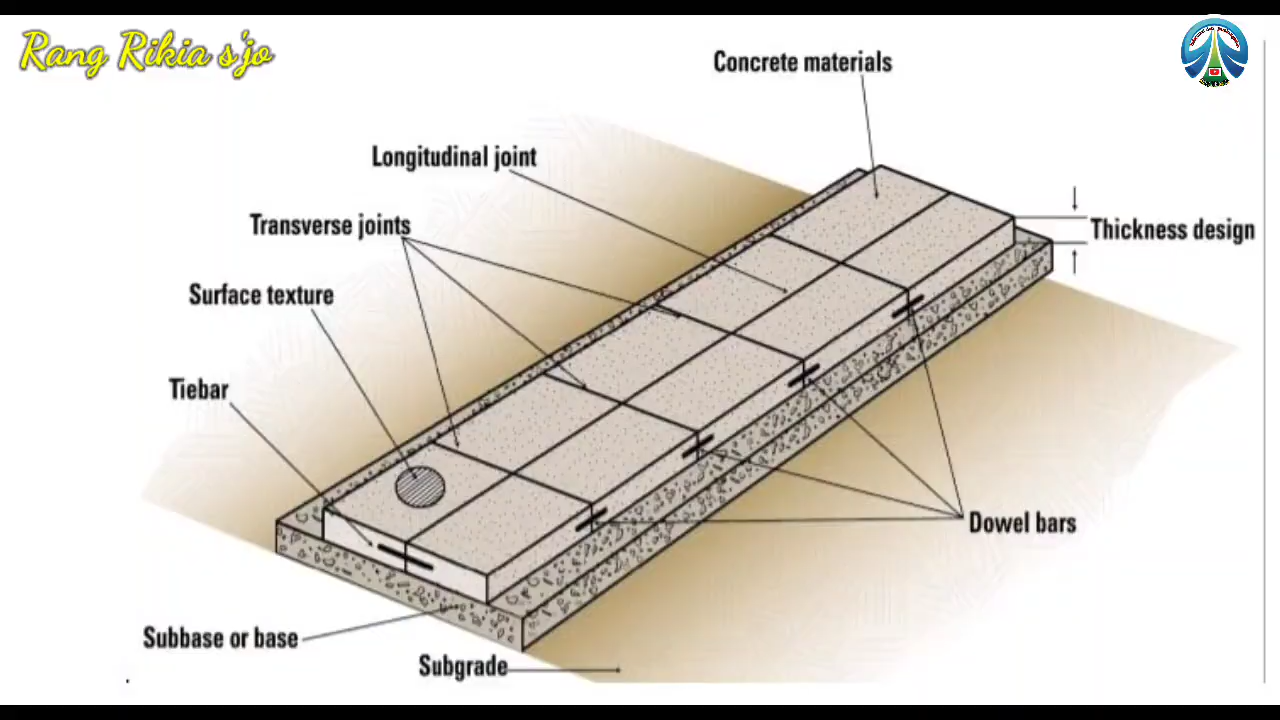 Rang Rikia s'jo
Concrete materials
Longitudinal joint
Transverse joints
Thickness design
Surface texture
Tiebar
Dowel bars
Subbase or base
Subgrade